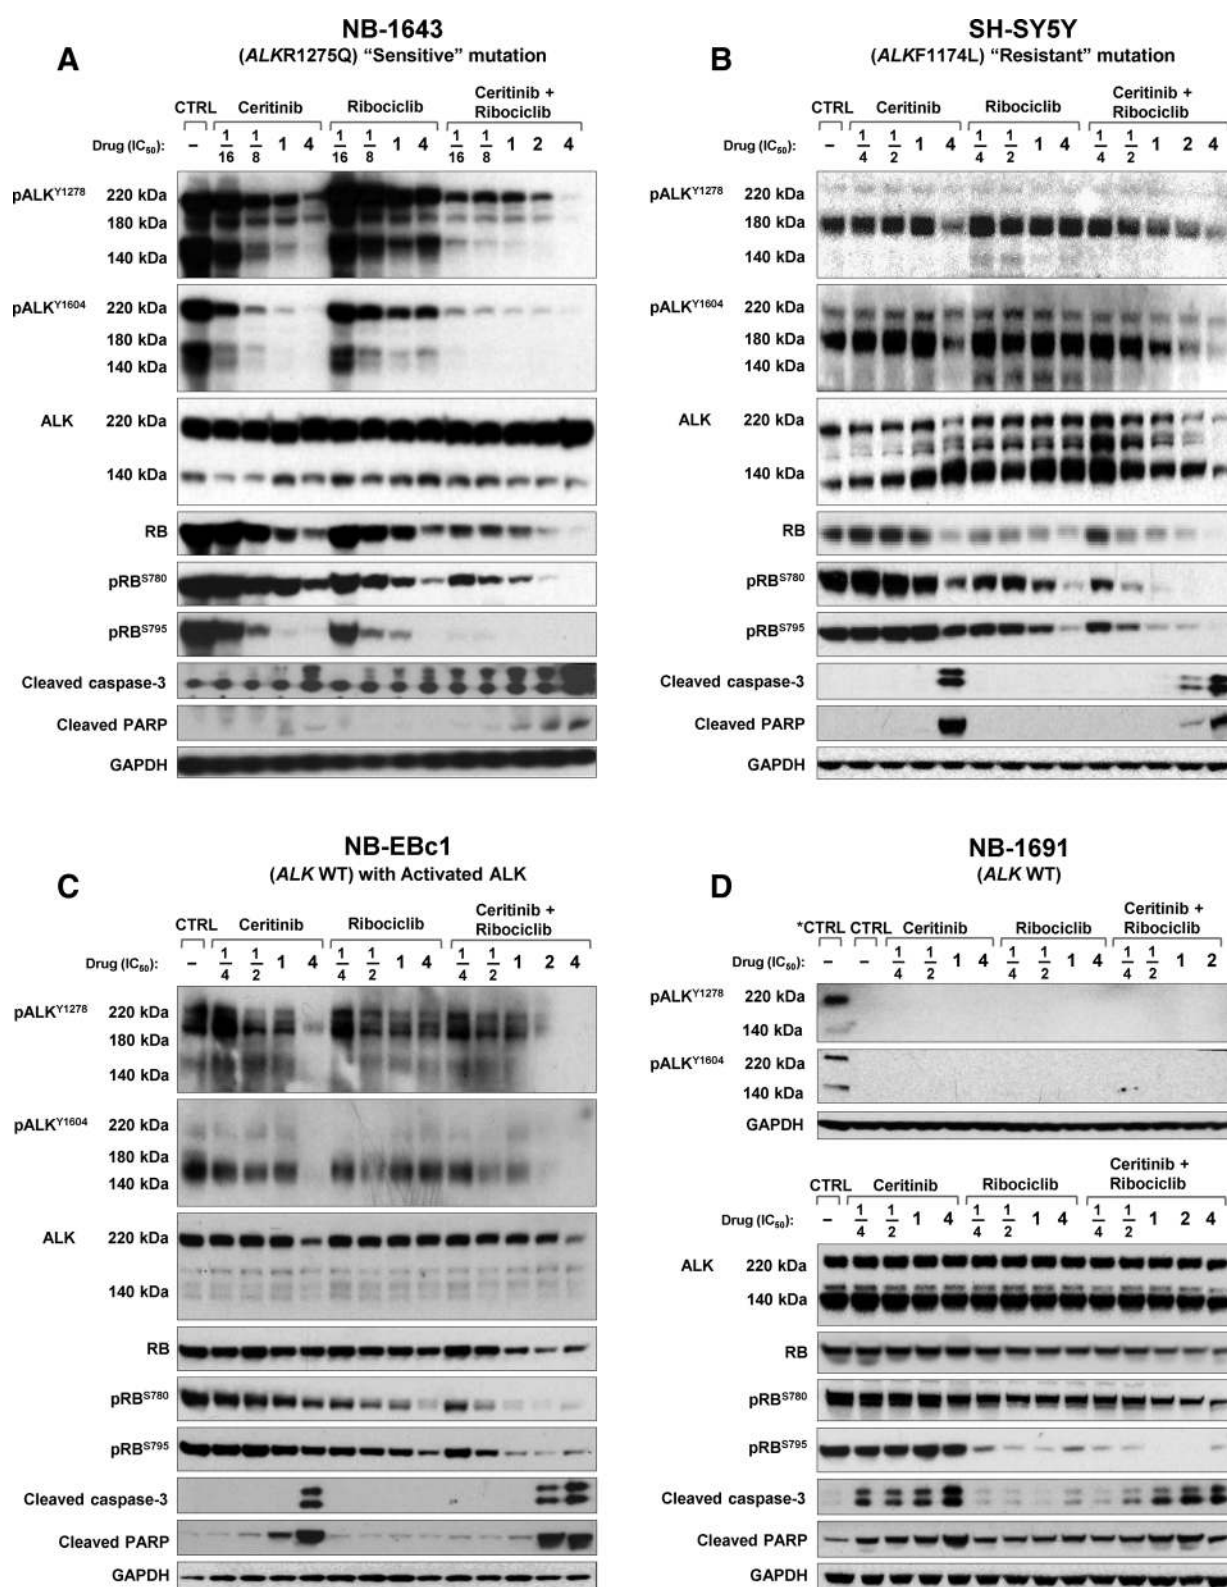 A
NB-1643
(ALKR1275Q) “Sensitive” mutation
CTRL Ceritinib Ribociclib Ceritinib + Ribociclib
Drug (IC50): – 1/16 1/8 1 4 1/16 1/8 1 4 1/16 1/8 1 2 4
pALKY1278 220 kDa
180 kDa
140 kDa
pALKY1604 220 kDa
180 kDa
140 kDa
ALK 220 kDa
140 kDa
RB
pRBS780
pRBS795
Cleaved caspase-3
Cleaved PARP
GAPDH
B
SH-SY5Y
(ALKF1174L) “Resistant” mutation
CTRL Ceritinib Ribociclib Ceritinib + Ribociclib
Drug (IC50): – 1/4 1/2 1 4 1/4 1/2 1 4 1/4 1/2 1 2 4
pALKY1278 220 kDa
180 kDa
140 kDa
pALKY1604 220 kDa
180 kDa
140 kDa
ALK 220 kDa
140 kDa
RB
pRBS780
pRBS795
Cleaved caspase-3
Cleaved PARP
GAPDH
C
NB-EBc1
(ALK WT) with Activated ALK
CTRL Ceritinib Ribociclib Ceritinib + Ribociclib
Drug (IC50): – 1/4 1/2 1 4 1/4 1/2 1 4 1/4 1/2 1 2 4
pALKY1278 220 kDa
180 kDa
140 kDa
pALKY1604 220 kDa
180 kDa
140 kDa
ALK 220 kDa
140 kDa
RB
pRBS780
pRBS795
Cleaved caspase-3
Cleaved PARP
GAPDH
D
NB-1691
(ALK WT)
*CTRL CTRL Ceritinib Ribociclib Ceritinib + Ribociclib
Drug (IC50): – – 1/4 1/2 1 4 1/4 1/2 1 4 1/4 1/2 1 2
pALKY1278 220 kDa
140 kDa
pALKY1604 220 kDa
140 kDa
GAPDH
CTRL Ceritinib Ribociclib Ceritinib + Ribociclib
Drug (IC50): – 1/4 1/2 1 4 1/4 1/2 1 4 1/4 1/2 1 2 4
ALK 220 kDa
140 kDa
RB
pRBS780
pRBS795
Cleaved caspase-3
Cleaved PARP
GAPDH